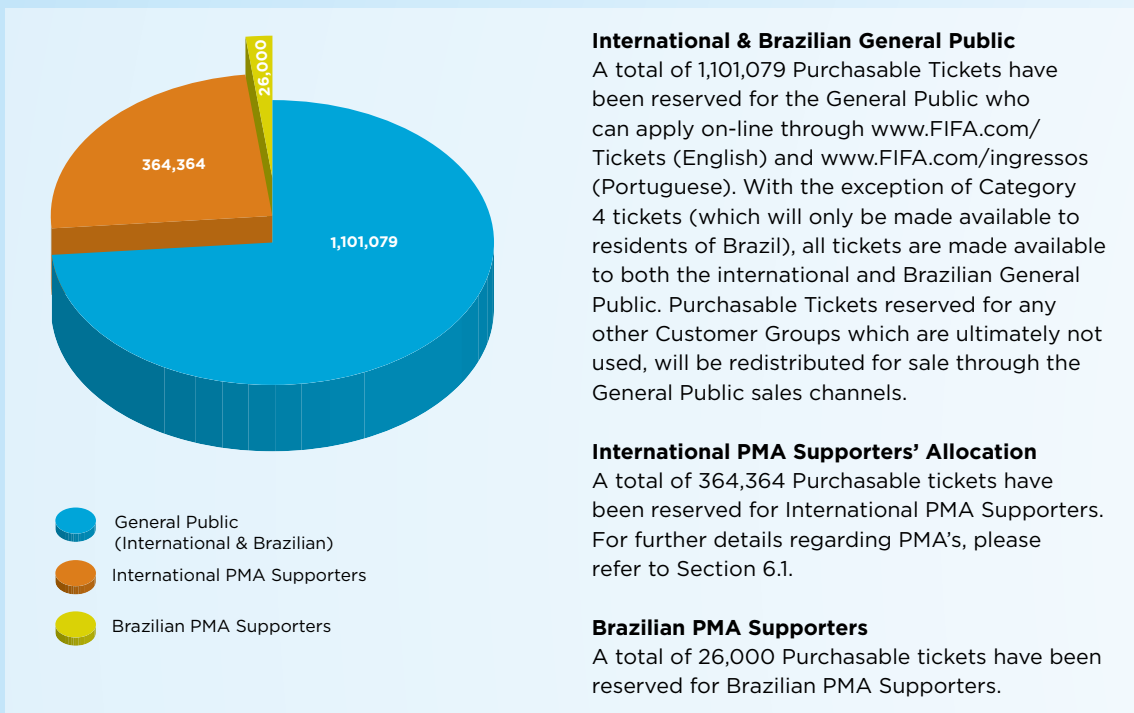 26,000
364,364
1,101,079
General Public
(International & Brazilian)
International PMA Supporters
Brazilian PMA Supporters
International & Brazilian General Public
A total of 1,101,079 Purchasable Tickets have
been reserved for the General Public who
can apply on-line through www.FIFA.com/
Tickets (English) and www.FIFA.com/ingressos
(Portuguese). With the exception of Category
4 tickets (which will only be made available to
residents of Brazil), all tickets are made available
to both the international and Brazilian General
Public. Purchasable Tickets reserved for any
other Customer Groups which are ultimately not
used, will be redistributed for sale through the
General Public sales channels.
International PMA Supporters’ Allocation
A total of 364,364 Purchasable tickets have
been reserved for International PMA Supporters.
For further details regarding PMA’s, please
refer to Section 6.1.
Brazilian PMA Supporters
A total of 26,000 Purchasable tickets have been
reserved for Brazilian PMA Supporters.